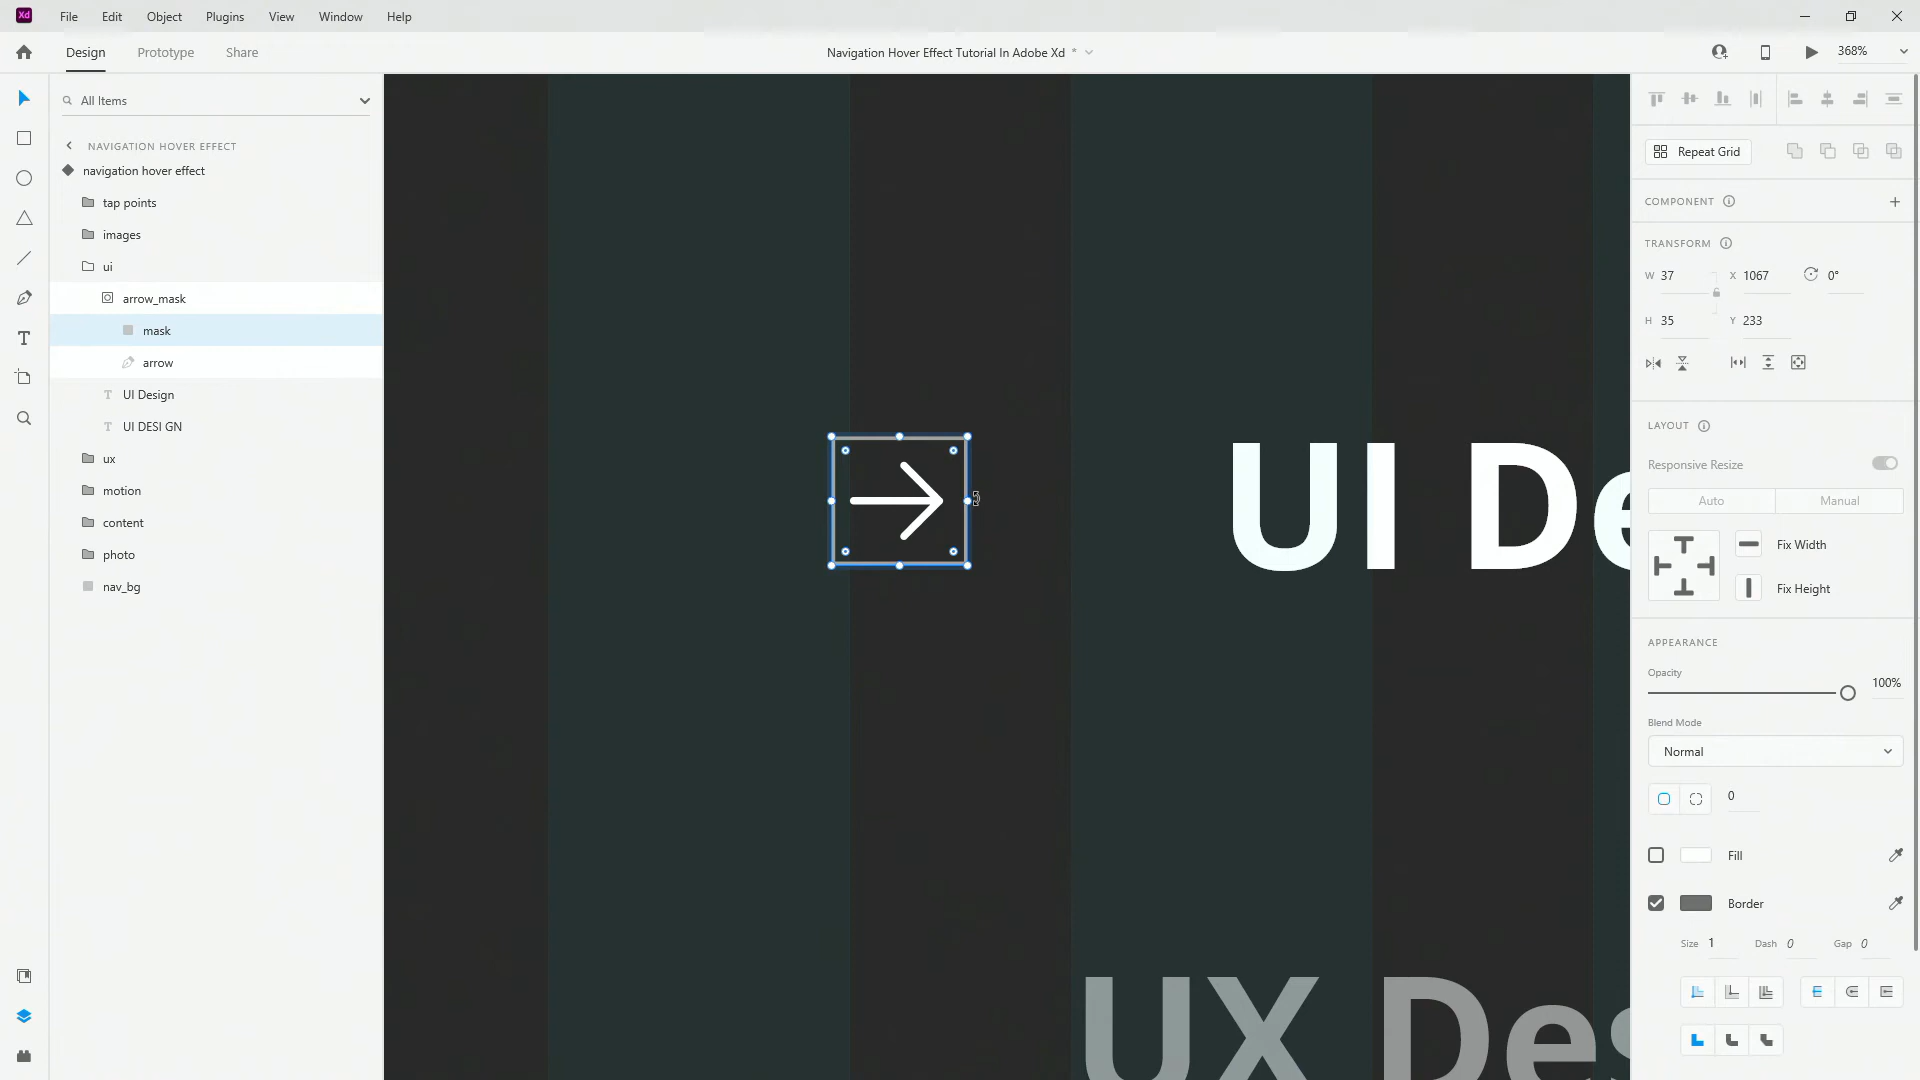 Xd File Edit Object Plugins View Window Help
Design Prototype Share Navigation Hover Effect Tutorial In Adobe Xd * 368%
All Items
NAVIGATION HOVER EFFECT
navigation hover effect
tap points
images
ui
arrow_mask
mask
arrow
UI Design
UI DESI GN
ux
motion
content
photo
nav_bg
UI De
UX Des
Repeat Grid
COMPONENT
TRANSFORM
W 37 X 1067 0°
H 35 Y 233
LAYOUT
Responsive Resize
Auto Manual
Fix Width
Fix Height
APPEARANCE
Opacity
100%
Blend Mode
Normal
0
Fill
Border
Size 1 Dash 0 Gap 0